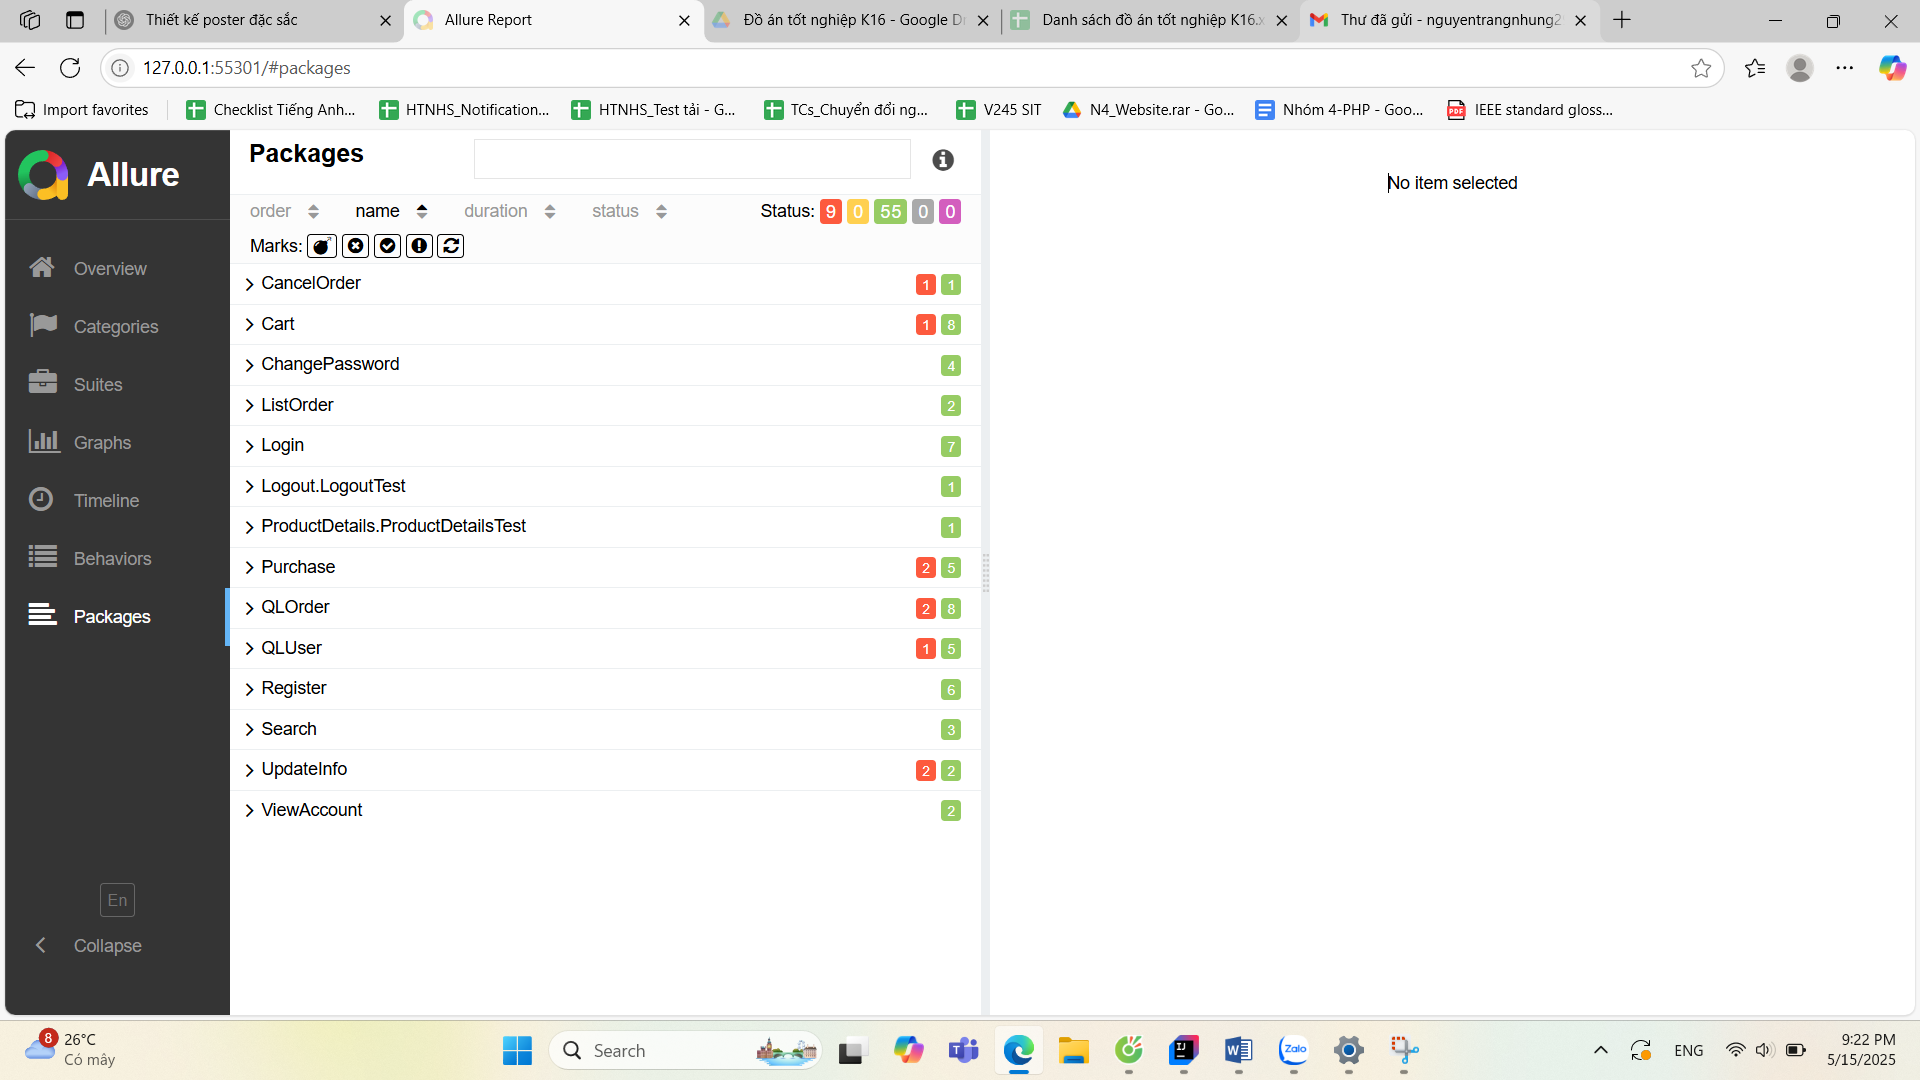 Thiết kế poster đặc sắc
Allure Report
Đồ án tốt nghiệp K16 - Google Dr
Danh sách đồ án tốt nghiệp K16.x
Thư đã gửi - nguyentrangnhung2
127.0.0.1:55301/#packages
Import favorites
Checklist Tiếng Anh...
HTNHS_Notification...
HTNHS_Test tải - G...
TCs_Chuyển đổi ng...
V245 SIT
N4_Website.rar - Go...
Nhóm 4-PHP - Goo...
IEEE standard gloss...
Allure
Overview
Categories
Suites
Graphs
Timeline
Behaviors
Packages
En
Collapse
Packages
order name duration status Status: 9 0 55 0 0
Marks:
CancelOrder 1 1
Cart 1 8
ChangePassword 4
ListOrder 2
Login 7
Logout.LogoutTest 1
ProductDetails.ProductDetailsTest 1
Purchase 2 5
QLOrder 2 8
QLUser 1 5
Register 6
Search 3
UpdateInfo 2 2
ViewAccount 2
No item selected
8
26°C
Có mây
Search
Zalo
ENG
9:22 PM
5/15/2025